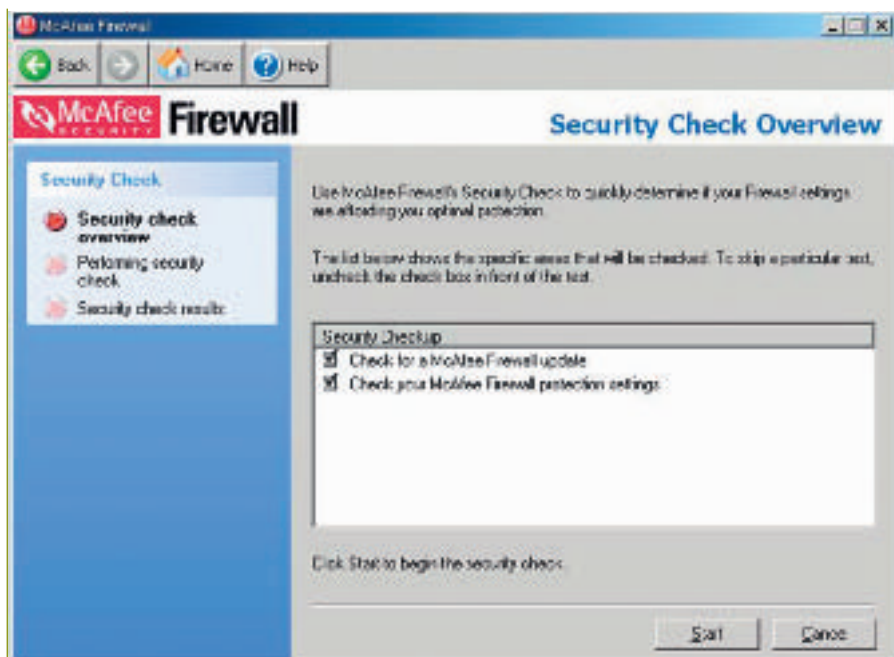 McAfee Firewall
Back
Home
Help
McAfee
SECURITY
Firewall
Security Check Overview
Security Check
Security check
overview
Performing security
check
Security check results
Use McAfee Firewall's Security Check to quickly determine if your Firewall settings
are affording you optimal protection.
The list below shows the specific areas that will be checked. To skip a particular test,
uncheck the check box in front of the test.
Security Checkup
Check for a McAfee Firewall update
Check your McAfee Firewall protection settings
Click Start to begin the security check.
Start
Cancel